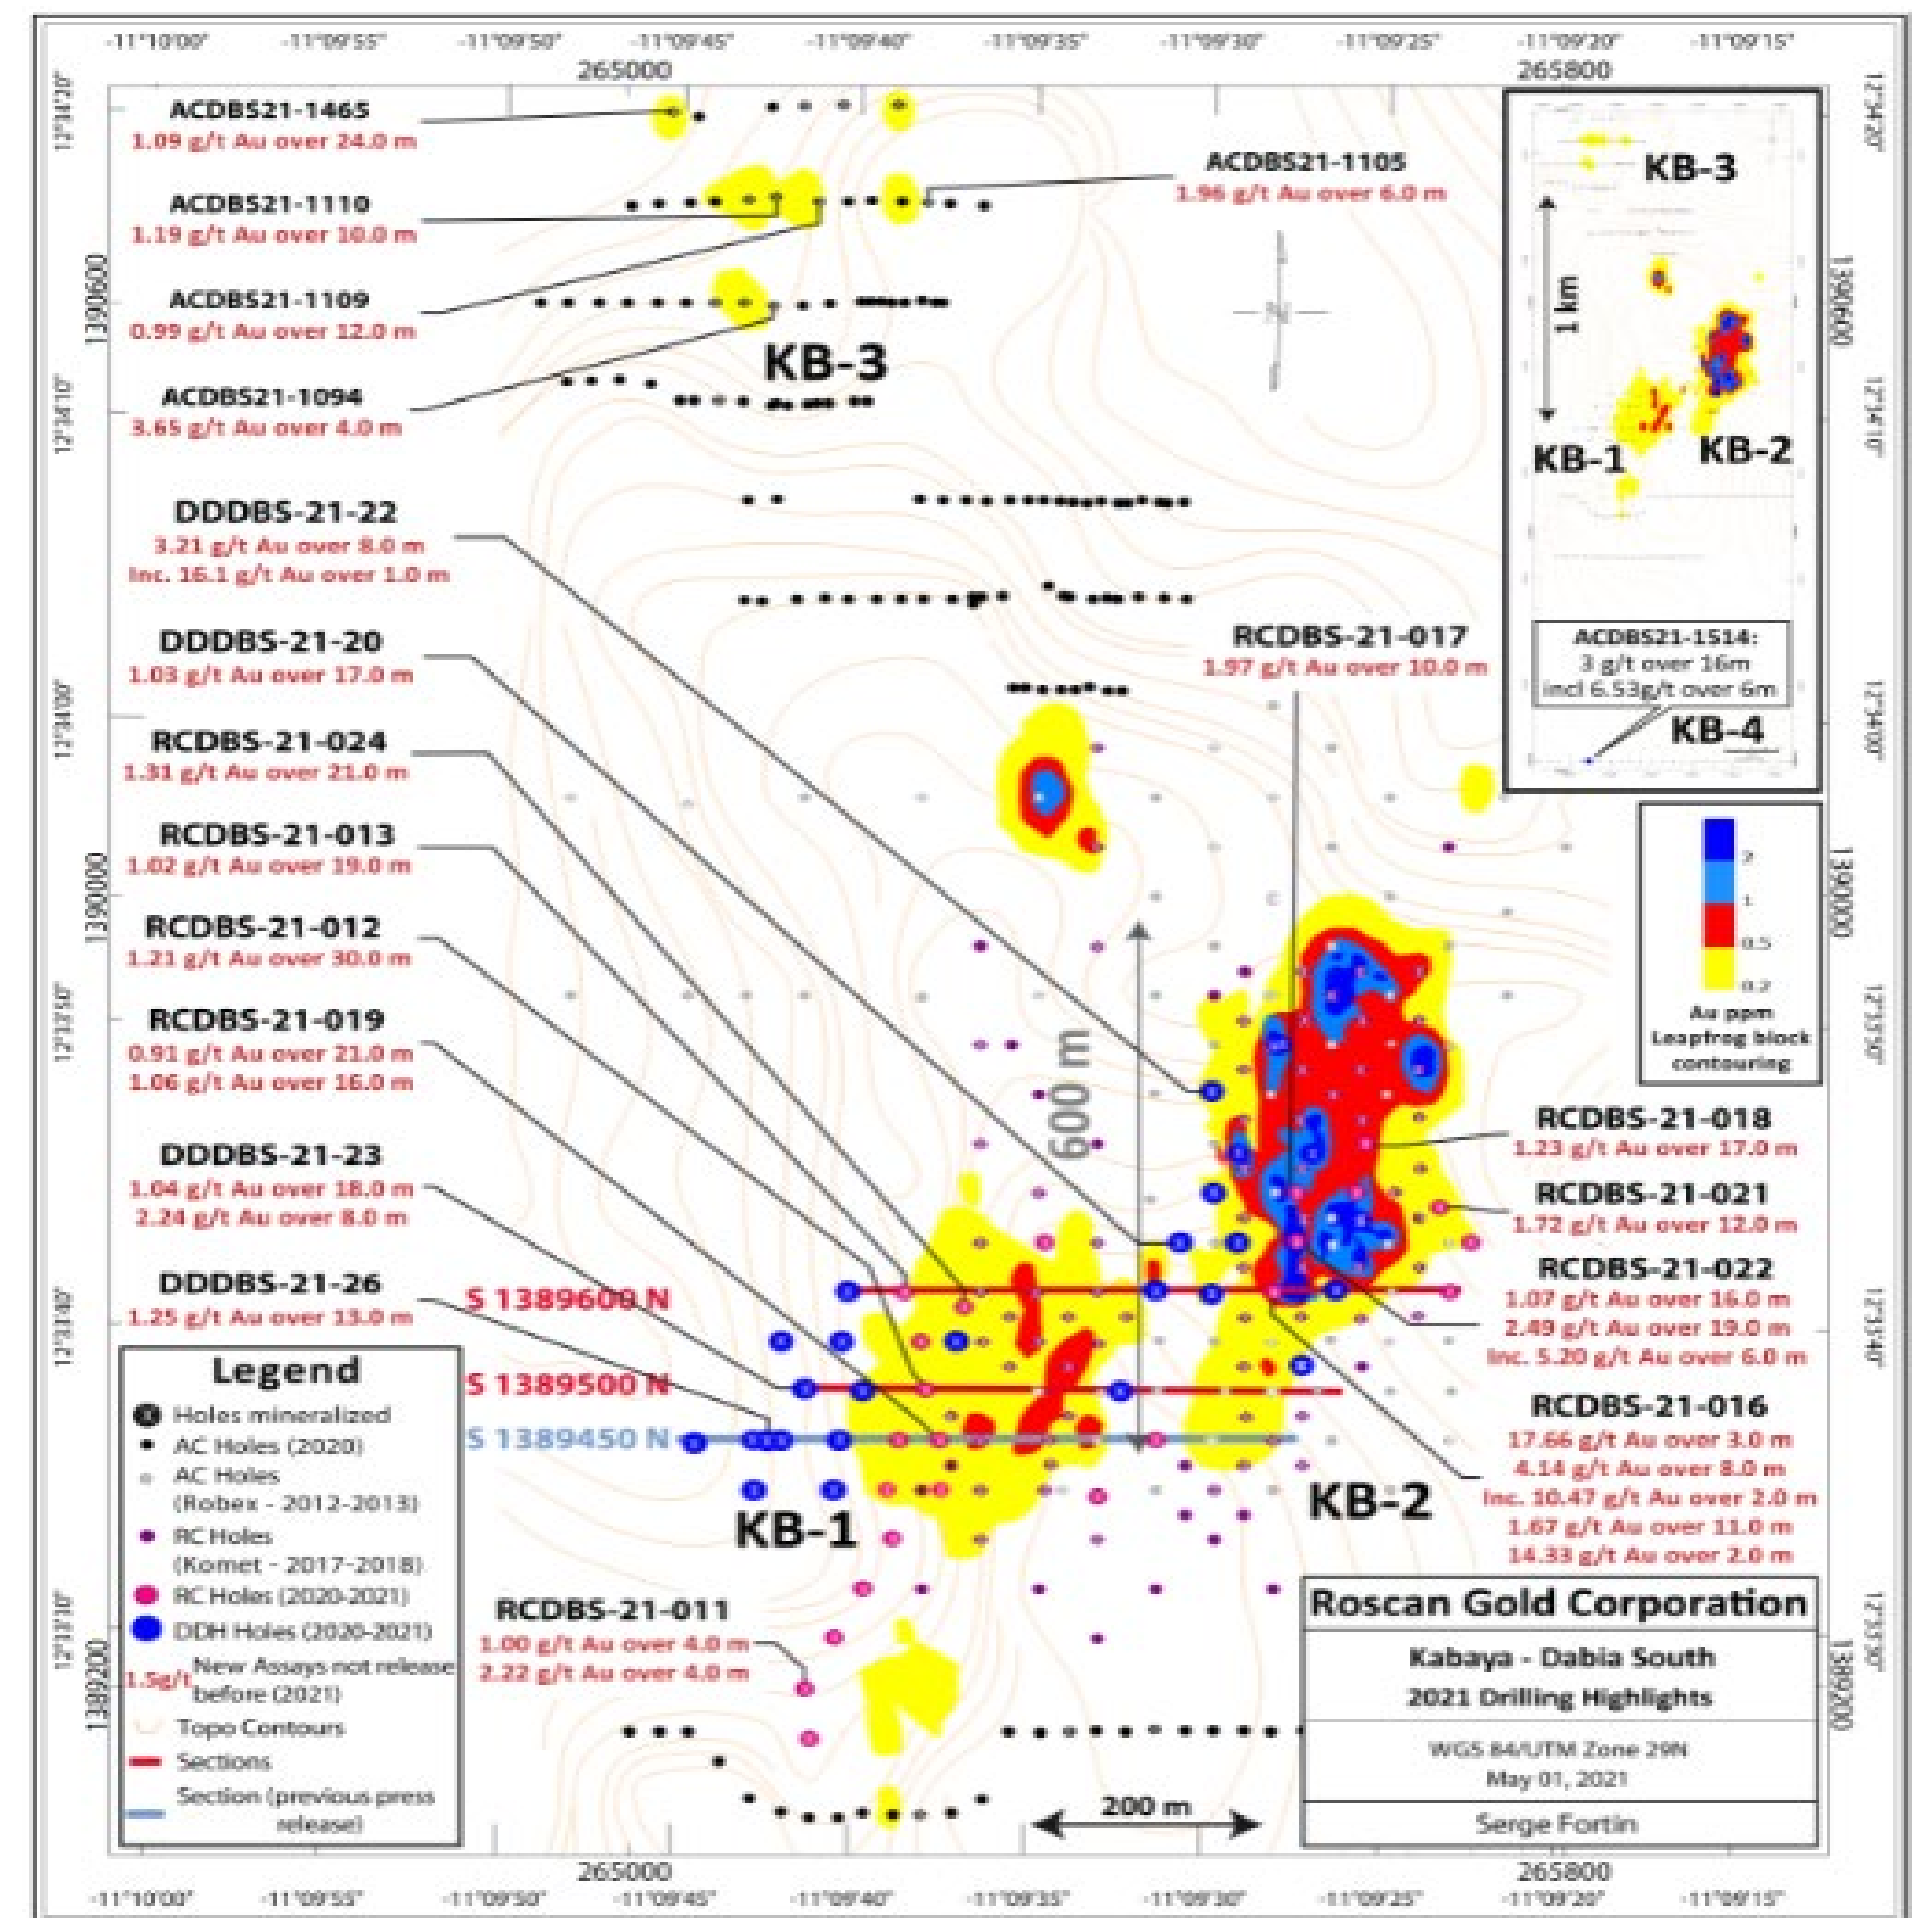 -11°10'00" -11°09'55" -11°09'50" -11°09'45" -11°09'40" -11°09'35" -11°09'30" -11°09'25" -11°09'20" -11°09'15"
265000 265800
ACDBS21-1465
1.09 g/t Au over 24.0 m
ACDBS21-1110
1.19 g/t Au over 10.0 m
ACDBS21-1109
0.99 g/t Au over 12.0 m
ACDBS21-1094
3.65 g/t Au over 4.0 m
ACDBS21-1105
1.96 g/t Au over 6.0 m
KB-3
DDDBS-21-22
3.21 g/t Au over 8.0 m
Inc. 16.1 g/t Au over 1.0 m
DDDBS-21-20
1.03 g/t Au over 17.0 m
RCDBS-21-024
1.31 g/t Au over 21.0 m
RCDBS-21-013
1.02 g/t Au over 19.0 m
RCDBS-21-012
1.21 g/t Au over 30.0 m
RCDBS-21-019
0.91 g/t Au over 21.0 m
1.06 g/t Au over 16.0 m
DDDBS-21-23
1.04 g/t Au over 18.0 m
2.24 g/t Au over 8.0 m
DDDBS-21-26
1.25 g/t Au over 13.0 m
S 1389600 N
S 1389500 N
S 1389450 N
600 m
KB-1
KB-2
RCDBS-21-017
1.97 g/t Au over 10.0 m
KB-3
1 km
KB-1
KB-2
ACDBS21-1514:
3 g/t over 16m
incl 6.53g/t over 6m
KB-4
2
1
0.5
0.2
Au ppm
Leapfrog block
contouring
RCDBS-21-018
1.23 g/t Au over 17.0 m
RCDBS-21-021
1.72 g/t Au over 12.0 m
RCDBS-21-022
1.07 g/t Au over 16.0 m
2.49 g/t Au over 19.0 m
Inc. 5.20 g/t Au over 6.0 m
RCDBS-21-016
17.66 g/t Au over 3.0 m
4.14 g/t Au over 8.0 m
Inc. 10.47 g/t Au over 2.0 m
1.67 g/t Au over 11.0 m
14.33 g/t Au over 2.0 m
RCDBS-21-011
1.00 g/t Au over 4.0 m
2.22 g/t Au over 4.0 m
Legend
Holes mineralized
AC Holes (2020)
AC Holes
(Robex - 2012-2013)
RC Holes
(Komet - 2017-2018)
RC Holes (2020-2021)
DDH Holes (2020-2021)
1.5g/t New Assays not release
before (2021)
Topo Contours
Sections
Section (previous press
release)
200 m
Roscan Gold Corporation
Kabaya - Dabia South
2021 Drilling Highlights
WGS 84/UTM Zone 29N
May 01, 2021
Serge Fortin
1390600
1390000
1389200
1390600
1390000
1389200
265000 265800
-11°10'00" -11°09'55" -11°09'50" -11°09'45" -11°09'40" -11°09'35" -11°09'30" -11°09'25" -11°09'20" -11°09'15"